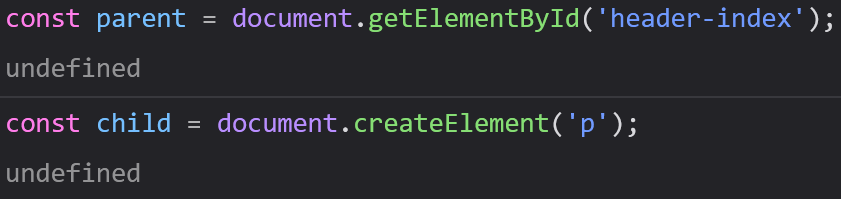 const parent = document.getElementById('header-index');
undefined
const child = document.createElement('p');
undefined